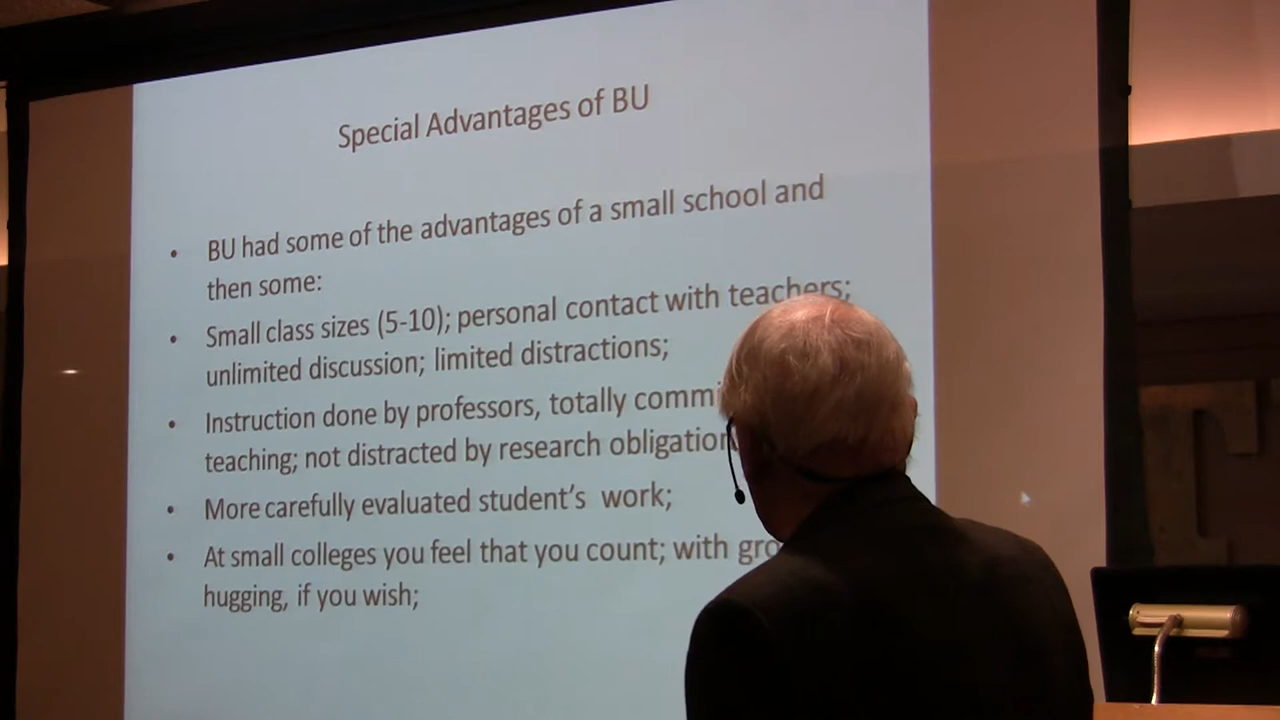 Special Advantages of BU
• BU had some of the advantages of a small school and
then some:
• Small class sizes (5-10); personal contact with teachers;
unlimited discussion; limited distractions;
• Instruction done by professors, totally
teaching; not distracted by research
• More carefully evaluated student’s work;
• At small colleges you feel that you count; with
hugging, if you wish;